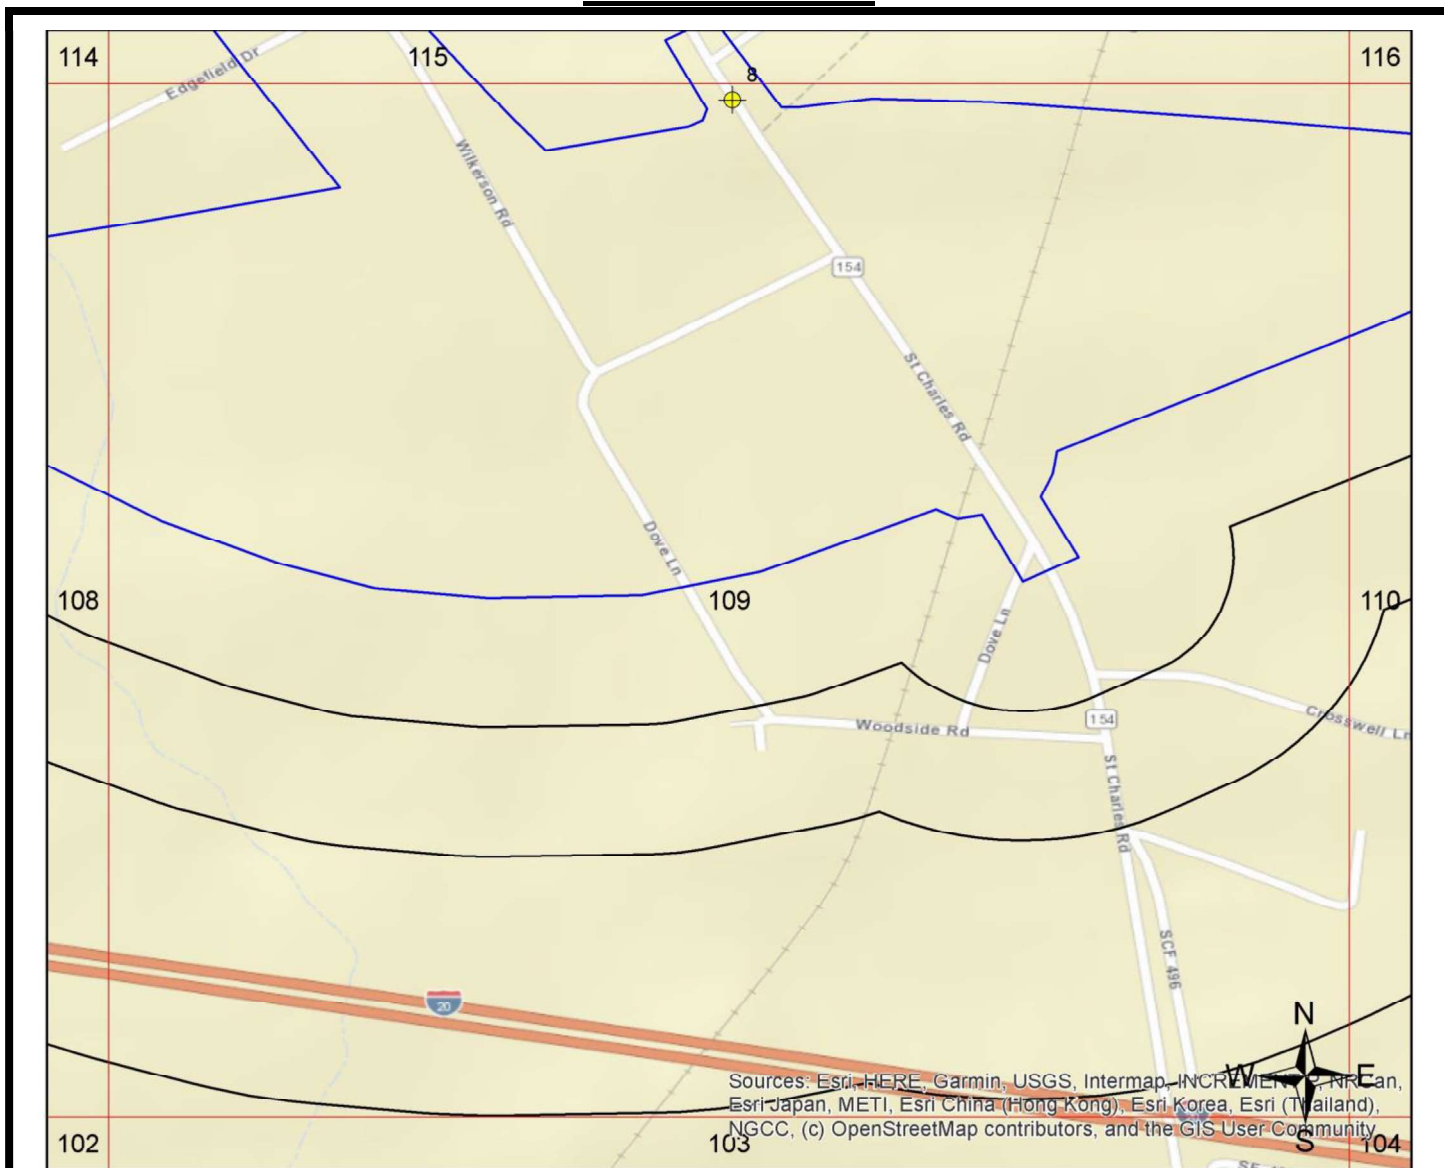 114
115
116
Edgefield Dr
8
Wilkerson Rd
154
St Charles Rd
Dove Ln
108
109
110
Dove Ln
154
Woodside Rd
Crosswell Ln
St Charles Rd
SCF 496
20
N
W
E
S
Sources: Esri, HERE, Garmin, USGS, Intermap, INCREMENT P, NRCan,
Esri Japan, METI, Esri China (Hong Kong), Esri Korea, Esri (Thailand),
NGCC, (c) OpenStreetMap contributors, and the GIS User Community
102
103
104